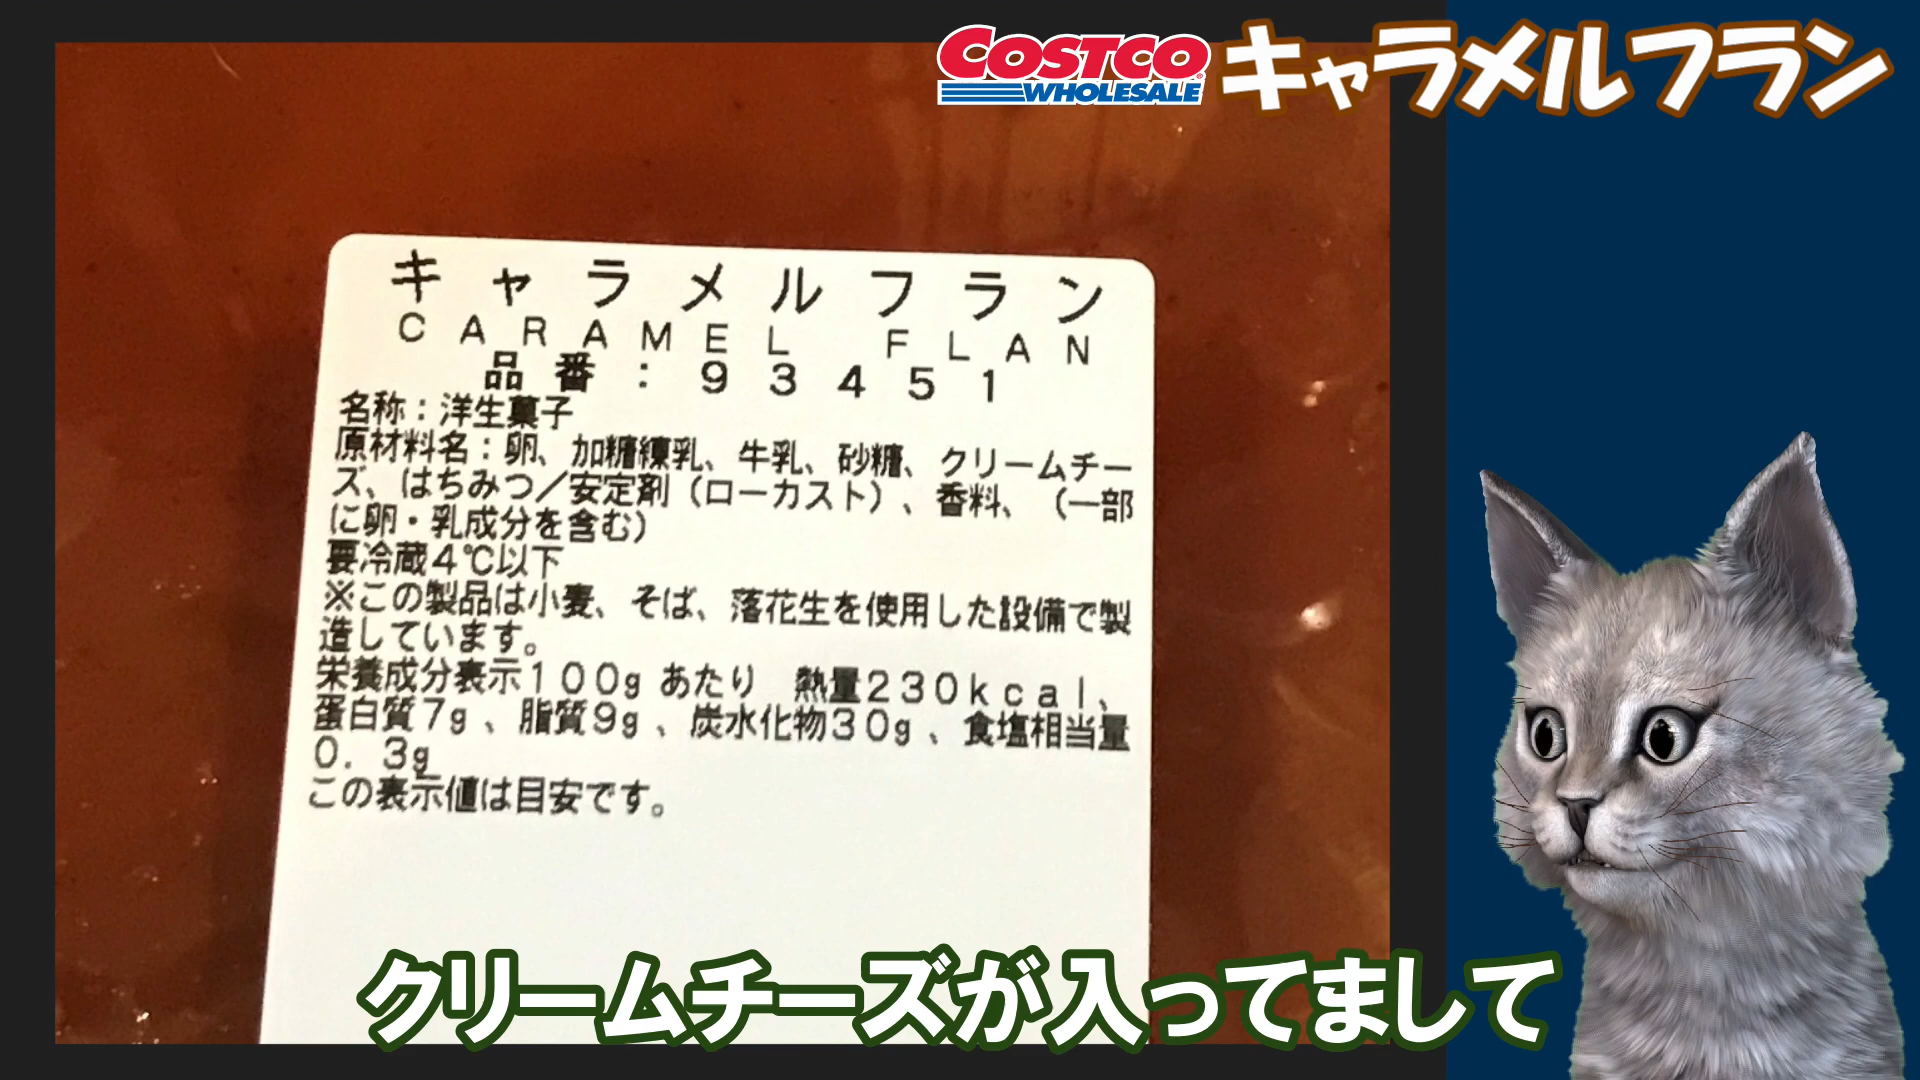 COSTCO WHOLESALE キャラメルフラン
キャラメルフラン
CARAMEL FLAN
品番:93451
名称:洋生菓子
原材料名:卵、加糖練乳、牛乳、砂糖、クリームチー
ズ、はちみつ/安定剤(ローカスト)、香料、(一部
に卵・乳成分を含む)
要冷蔵4℃以下
※この製品は小麦、そば、落花生を使用した設備で製
造しています。
栄養成分表示100g あたり 熱量230kcal、
蛋白質7g、脂質9g、炭水化物30g、食塩相当量
0.3g
この表示値は目安です。
クリームチーズが入ってまして